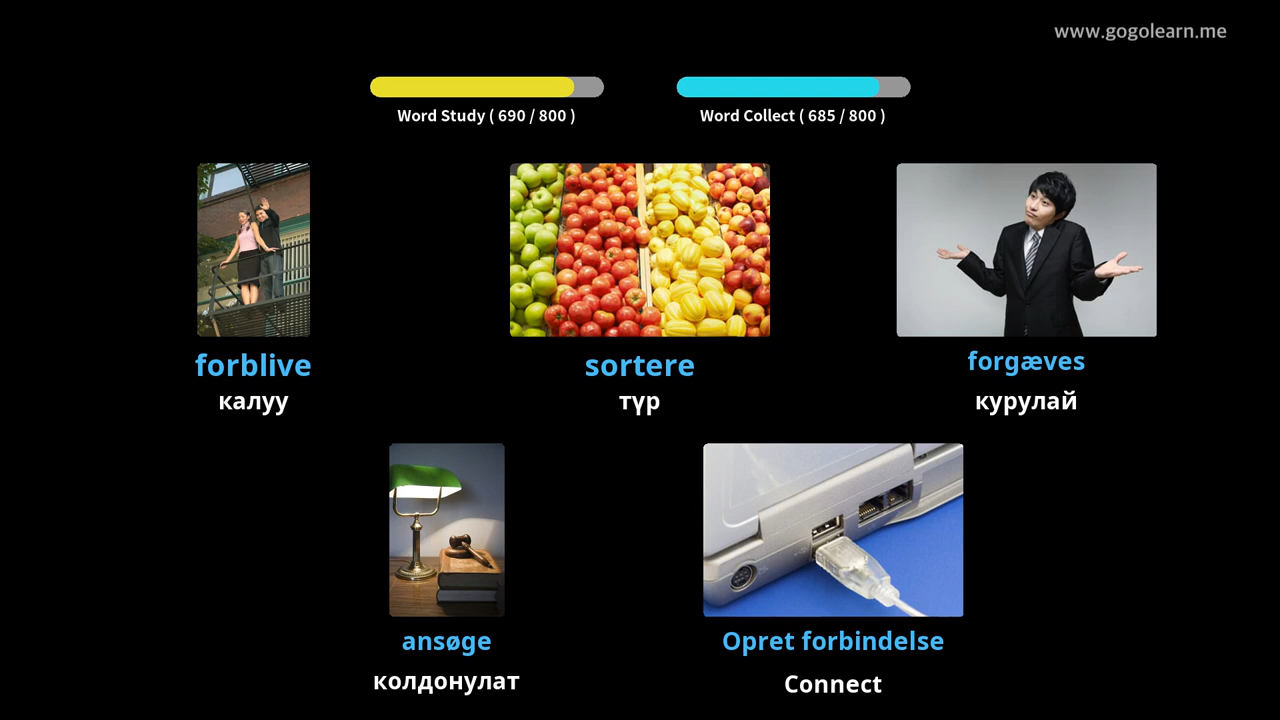 www.gogolearn.me
Word Study ( 690 / 800 )
Word Collect ( 685 / 800 )
forblive
калуу
sortere
түр
forgæves
курулай
ansøge
колдонулат
Opret forbindelse
Connect